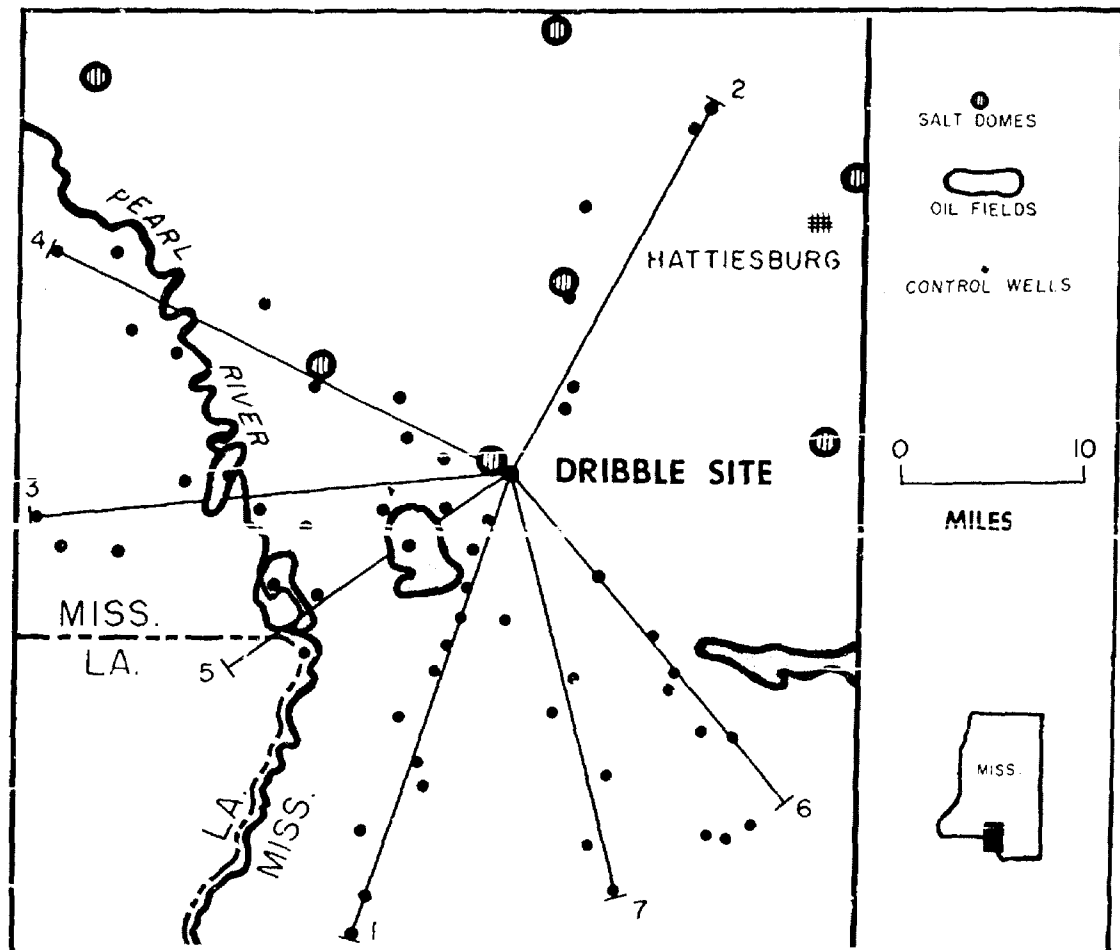 2
SALT DOMES
PEARL
OIL FIELDS
4
HATTIESBURG
CONTROL WELLS
RIVER
0 10
DRIBBLE SITE
3
MILES
MISS.
LA.
5
MISS.
6
LA.
MISS.
7
1